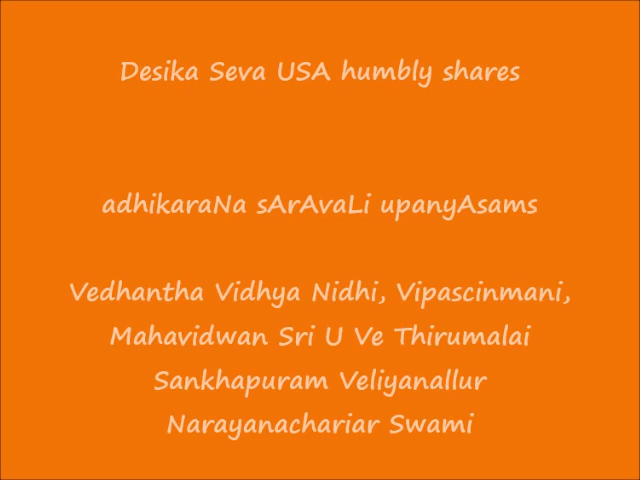 Desika Seva USA humbly shares
adhikaraNa sArAvaLi upanyAsams
Vedhantha Vidhya Nidhi, Vipascinmani,
Mahavidwan Sri U Ve Thirumalai
Sankhapuram Veliyanallur
Narayanachariar Swami